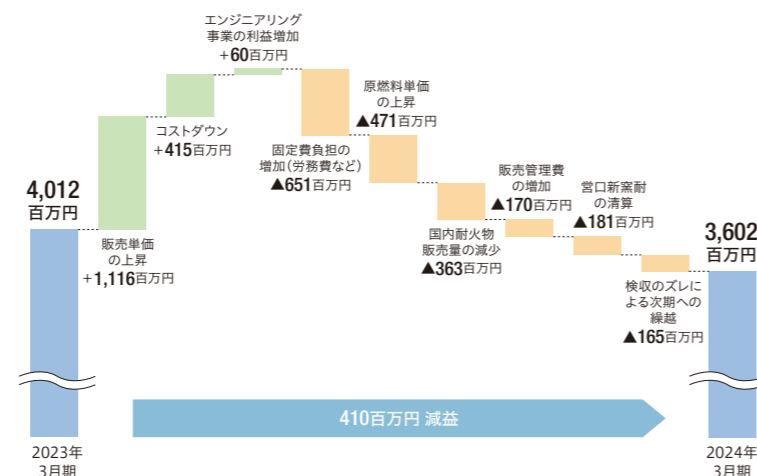 エンジニアリング
事業の利益増加
+60百万円
コストダウン
+415百万円
原燃料単価
の上昇
▲471百万円
固定費負担の
増加(労務費など)
▲651百万円
4,012
百万円
販売単価
の上昇
+1,116百万円
販売管理費
の増加
▲170百万円
営口新窯耐
の清算
▲181百万円
国内耐火物
販売量の減少
▲363百万円
3,602
百万円
検収のズレに
よる次期への
繰越
▲165百万円
410百万円 減益
2023年
3月期
2024年
3月期